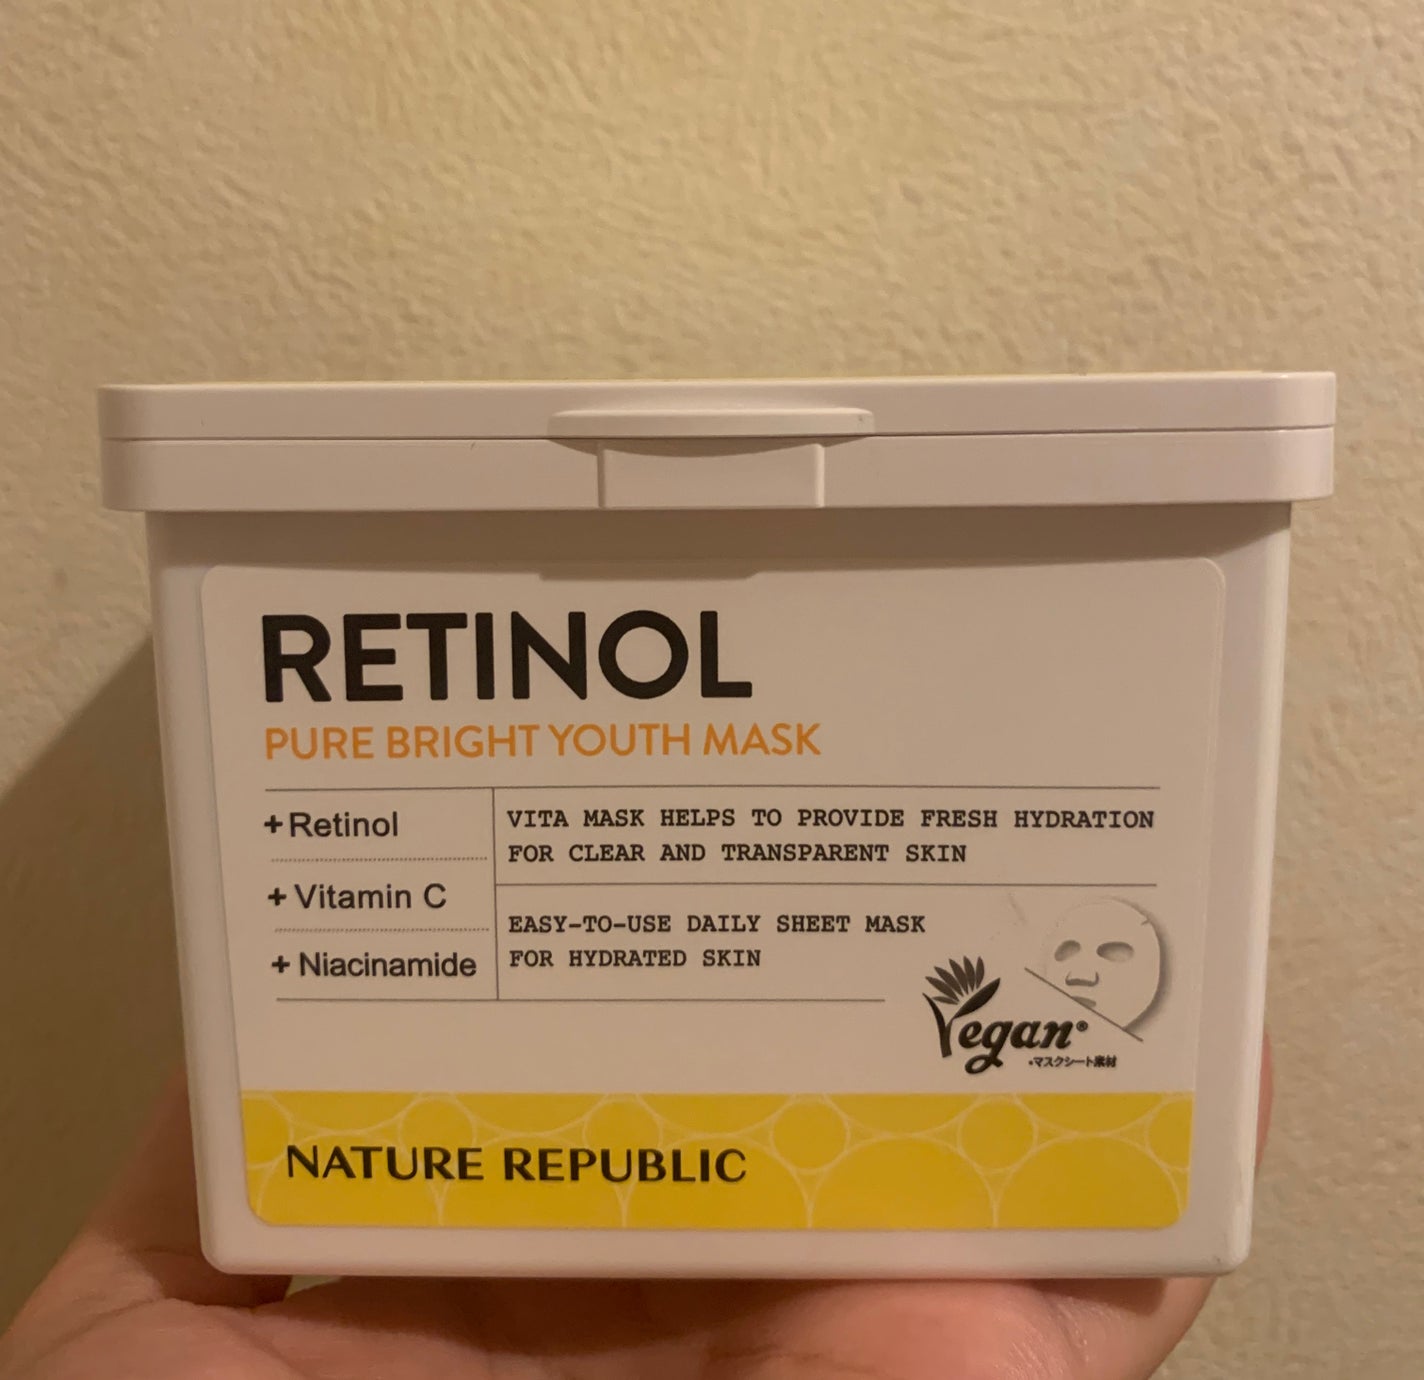 RETINOL
PURE BRIGHT YOUTH MASK
+Retinol
+ Vitamin C
+ Niacinamide
VITA MASK HELPS TO PROVIDE FRESH HYDRATION
FOR CLEAR AND TRANSPARENT SKIN
EASY-TO-USE DAILY SHEET MASK
FOR HYDRATED SKIN
Vegan®
•マスクシート素材
NATURE REPUBLIC